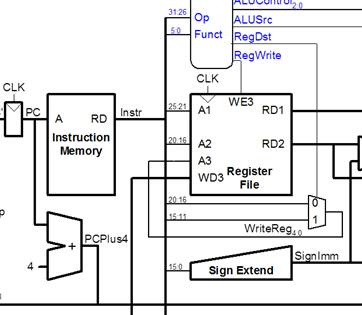 ALUControl2:0
31:26 Op ALUSrc
5:0 Funct RegDst
RegWrite
CLK
CLK WE3
PC A RD Instr 25:21 A1 RD1
Instruction Memory
20:16 A2 RD2
A3
WD3 Register File
20:16 0
15:11 1
WriteReg4:0
PCPlus4
+
4
SignImm
15:0 Sign Extend